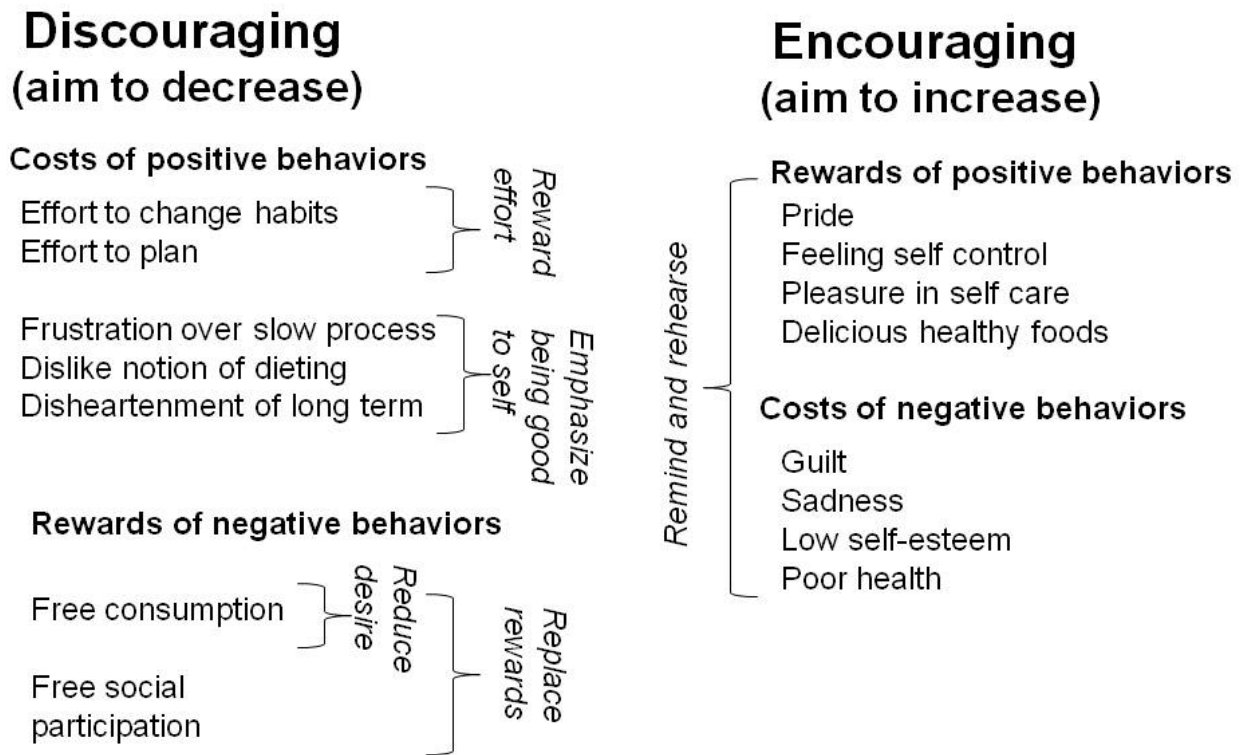 Discouraging
(aim to decrease)
Costs of positive behaviors
Effort to change habits
Effort to plan
Reward
effort
Frustration over slow process
Dislike notion of dieting
Disheartenment of long term
Emphasize
being good
to self
Rewards of negative behaviors
Free consumption
Reduce
desire
Free social
participation
Replace
rewards
Encouraging
(aim to increase)
Remind and rehearse
Rewards of positive behaviors
Pride
Feeling self control
Pleasure in self care
Delicious healthy foods
Costs of negative behaviors
Guilt
Sadness
Low self-esteem
Poor health